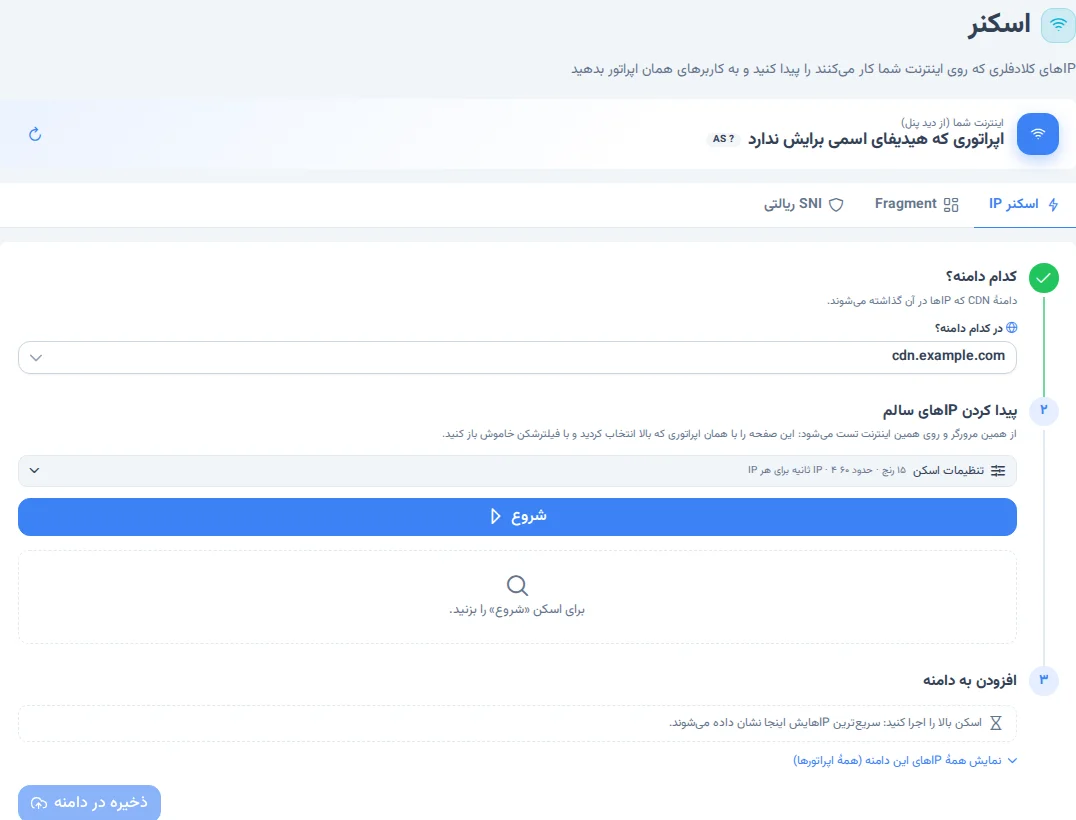 اسکنر
IPهای کلادفلری که روی اینترنت شما کار می‌کنند را پیدا کنید و به کاربرهای همان اپراتور بدهید
اینترنت شما (از دید پنل)
اپراتوری که هیدیفای اسمی برایش ندارد AS ?
اسکنر IP
Fragment
SNI ریالتی
کدام دامنه؟
دامنهٔ CDN که IPها در آن گذاشته می‌شوند.
در کدام دامنه؟
cdn.example.com
۲
پیدا کردن IPهای سالم
از همین مرورگر و روی همین اینترنت تست می‌شود: این صفحه را با همان اپراتوری که بالا انتخاب کردید و با فیلترشکن خاموش باز کنید.
تنظیمات اسکن ۱۵ رنج · حدود ۶۰ IP · ۴ ثانیه برای هر IP
شروع
برای اسکن «شروع» را بزنید.
۳
افزودن به دامنه
اسکن بالا را اجرا کنید: سریع‌ترین IPهایش اینجا نشان داده می‌شوند.
نمایش همهٔ IPهای این دامنه (همهٔ اپراتورها)
ذخیره در دامنه